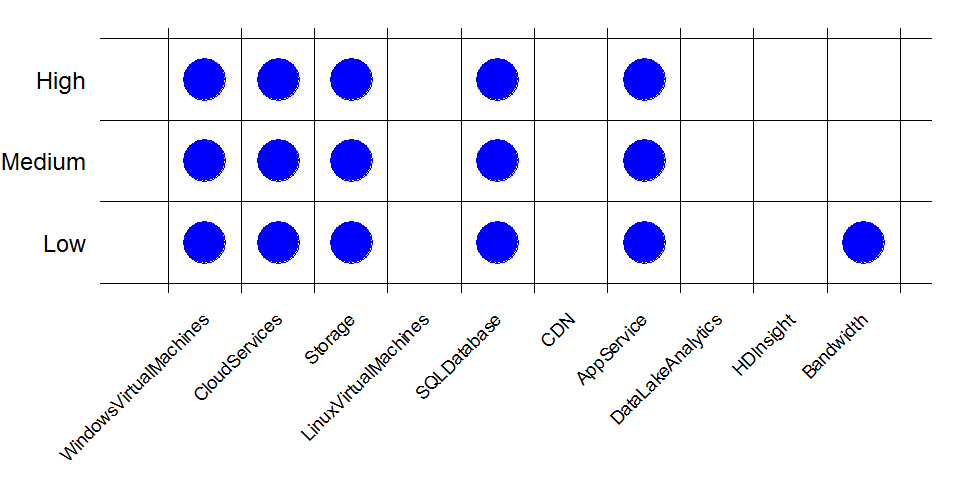 High
Medium
Low
WindowsVirtualMachines
CloudServices
Storage
LinuxVirtualMachines
SQLDatabase
CDN
AppService
DataLakeAnalytics
HDInsight
Bandwidth